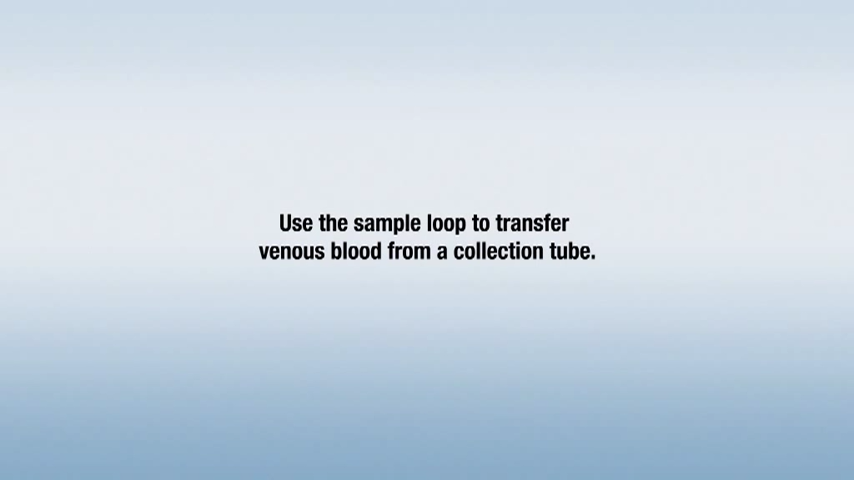 Use the sample loop to transfer
venous blood from a collection tube.